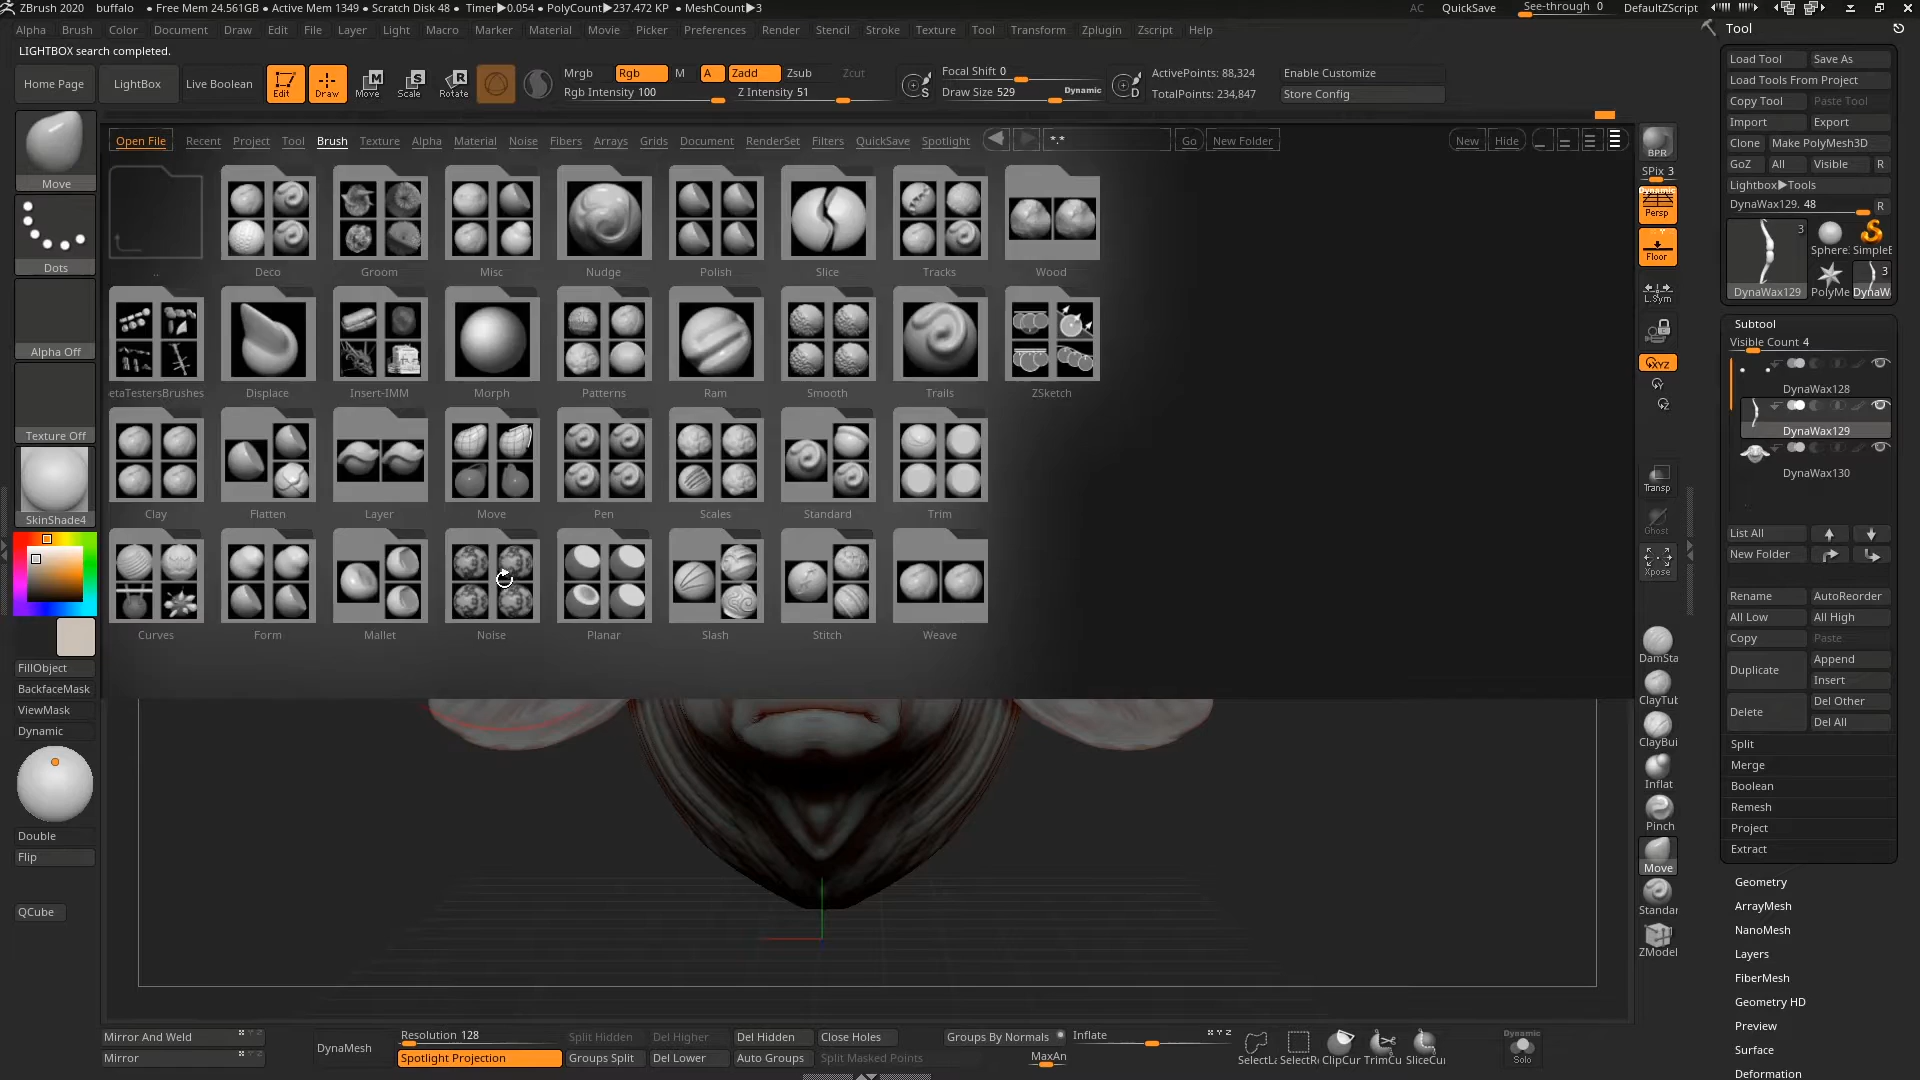 ZBrush 2020 buffalo • Free Mem 24.561GB • Active Mem 1349 • Scratch Disk 48 • Timer▶0.054 • PolyCount▶237.472 KP • MeshCount▶3 AC QuickSave See-through 0 DefaultZScript
Alpha Brush Color Document Draw Edit File Layer Light Macro Marker Material Movie Picker Preferences Render Stencil Stroke Texture Tool Transform Zplugin Zscript Help
LIGHTBOX search completed.
Home Page LightBox Live Boolean Edit Draw Move Scale Rotate
Mrgb Rgb M A Zadd Zsub Zcut
Rgb Intensity 100 Z Intensity 51
S Focal Shift 0
Draw Size 529 Dynamic D
ActivePoints: 88,324
TotalPoints: 234,847
Enable Customize
Store Config
Open File Recent Project Tool Brush Texture Alpha Material Noise Fibers Arrays Grids Document RenderSet Filters QuickSave Spotlight *.* Go New Folder New Hide
.. Deco Groom Misc Nudge Polish Slice Tracks Wood
etaTestersBrushes Displace Insert-IMM Morph Patterns Ram Smooth Trails ZSketch
Clay Flatten Layer Move Pen Scales Standard Trim
Curves Form Mallet Noise Planar Slash Stitch Weave
Move
Dots
Alpha Off
Texture Off
SkinShade4
FillObject
BackfaceMask
ViewMask
Dynamic
Double
Flip
QCube
BPR
SPix 3
Dynamic
Persp
Floor
L.Sym
XYZ
Y
Z
Transp
Ghost
Xpose
DamSta
ClayTub
ClayBui
Inflat
Pinch
Move
Standar
ZModel
Tool
Load Tool Save As
Load Tools From Project
Copy Tool Paste Tool
Import Export
Clone Make PolyMesh3D
GoZ All Visible R
Lightbox▶Tools
DynaWax129. 48 R
3 Sphere. SimpleE
DynaWax129 PolyMe 3 DynaW
Subtool
Visible Count 4
DynaWax128
DynaWax129
DynaWax130
List All
New Folder
Rename AutoReorder
All Low All High
Copy Paste
Duplicate Append
Insert
Delete Del Other
Del All
Split
Merge
Boolean
Remesh
Project
Extract
Geometry
ArrayMesh
NanoMesh
Layers
FiberMesh
Geometry HD
Preview
Surface
Deformation
Mirror And Weld
Mirror
DynaMesh
Resolution 128
Spotlight Projection
Split Hidden Del Higher Del Hidden Close Holes
Groups Split Del Lower Auto Groups Split Masked Points
Groups By Normals
MaxAn
Inflate
SelectLa SelectRe ClipCur TrimCu SliceCur
Dynamic
Solo